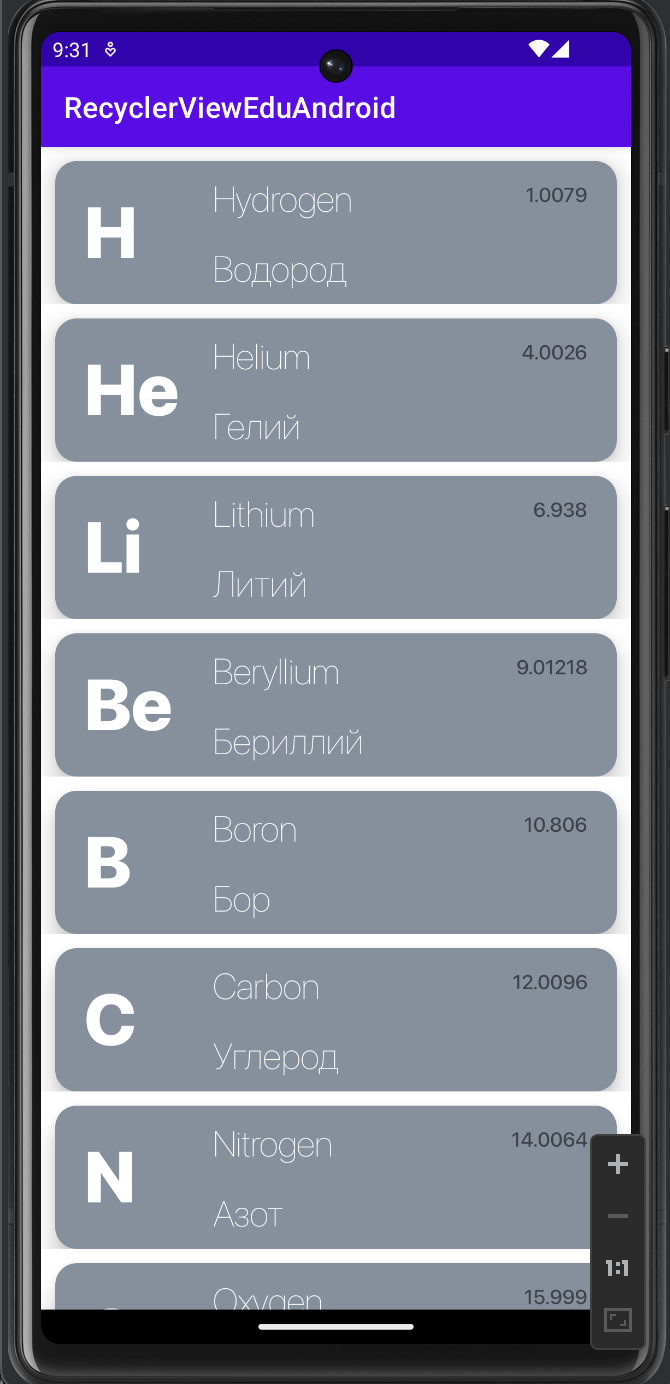 9:31
RecyclerViewEduAndroid
H
Hydrogen
1.0079
Водород
He
Helium
4.0026
Гелий
Li
Lithium
6.938
Литий
Be
Beryllium
9.01218
Бериллий
B
Boron
10.806
Бор
C
Carbon
12.0096
Углерод
N
Nitrogen
14.0064
Азот
Oxygen
15.999
1:1